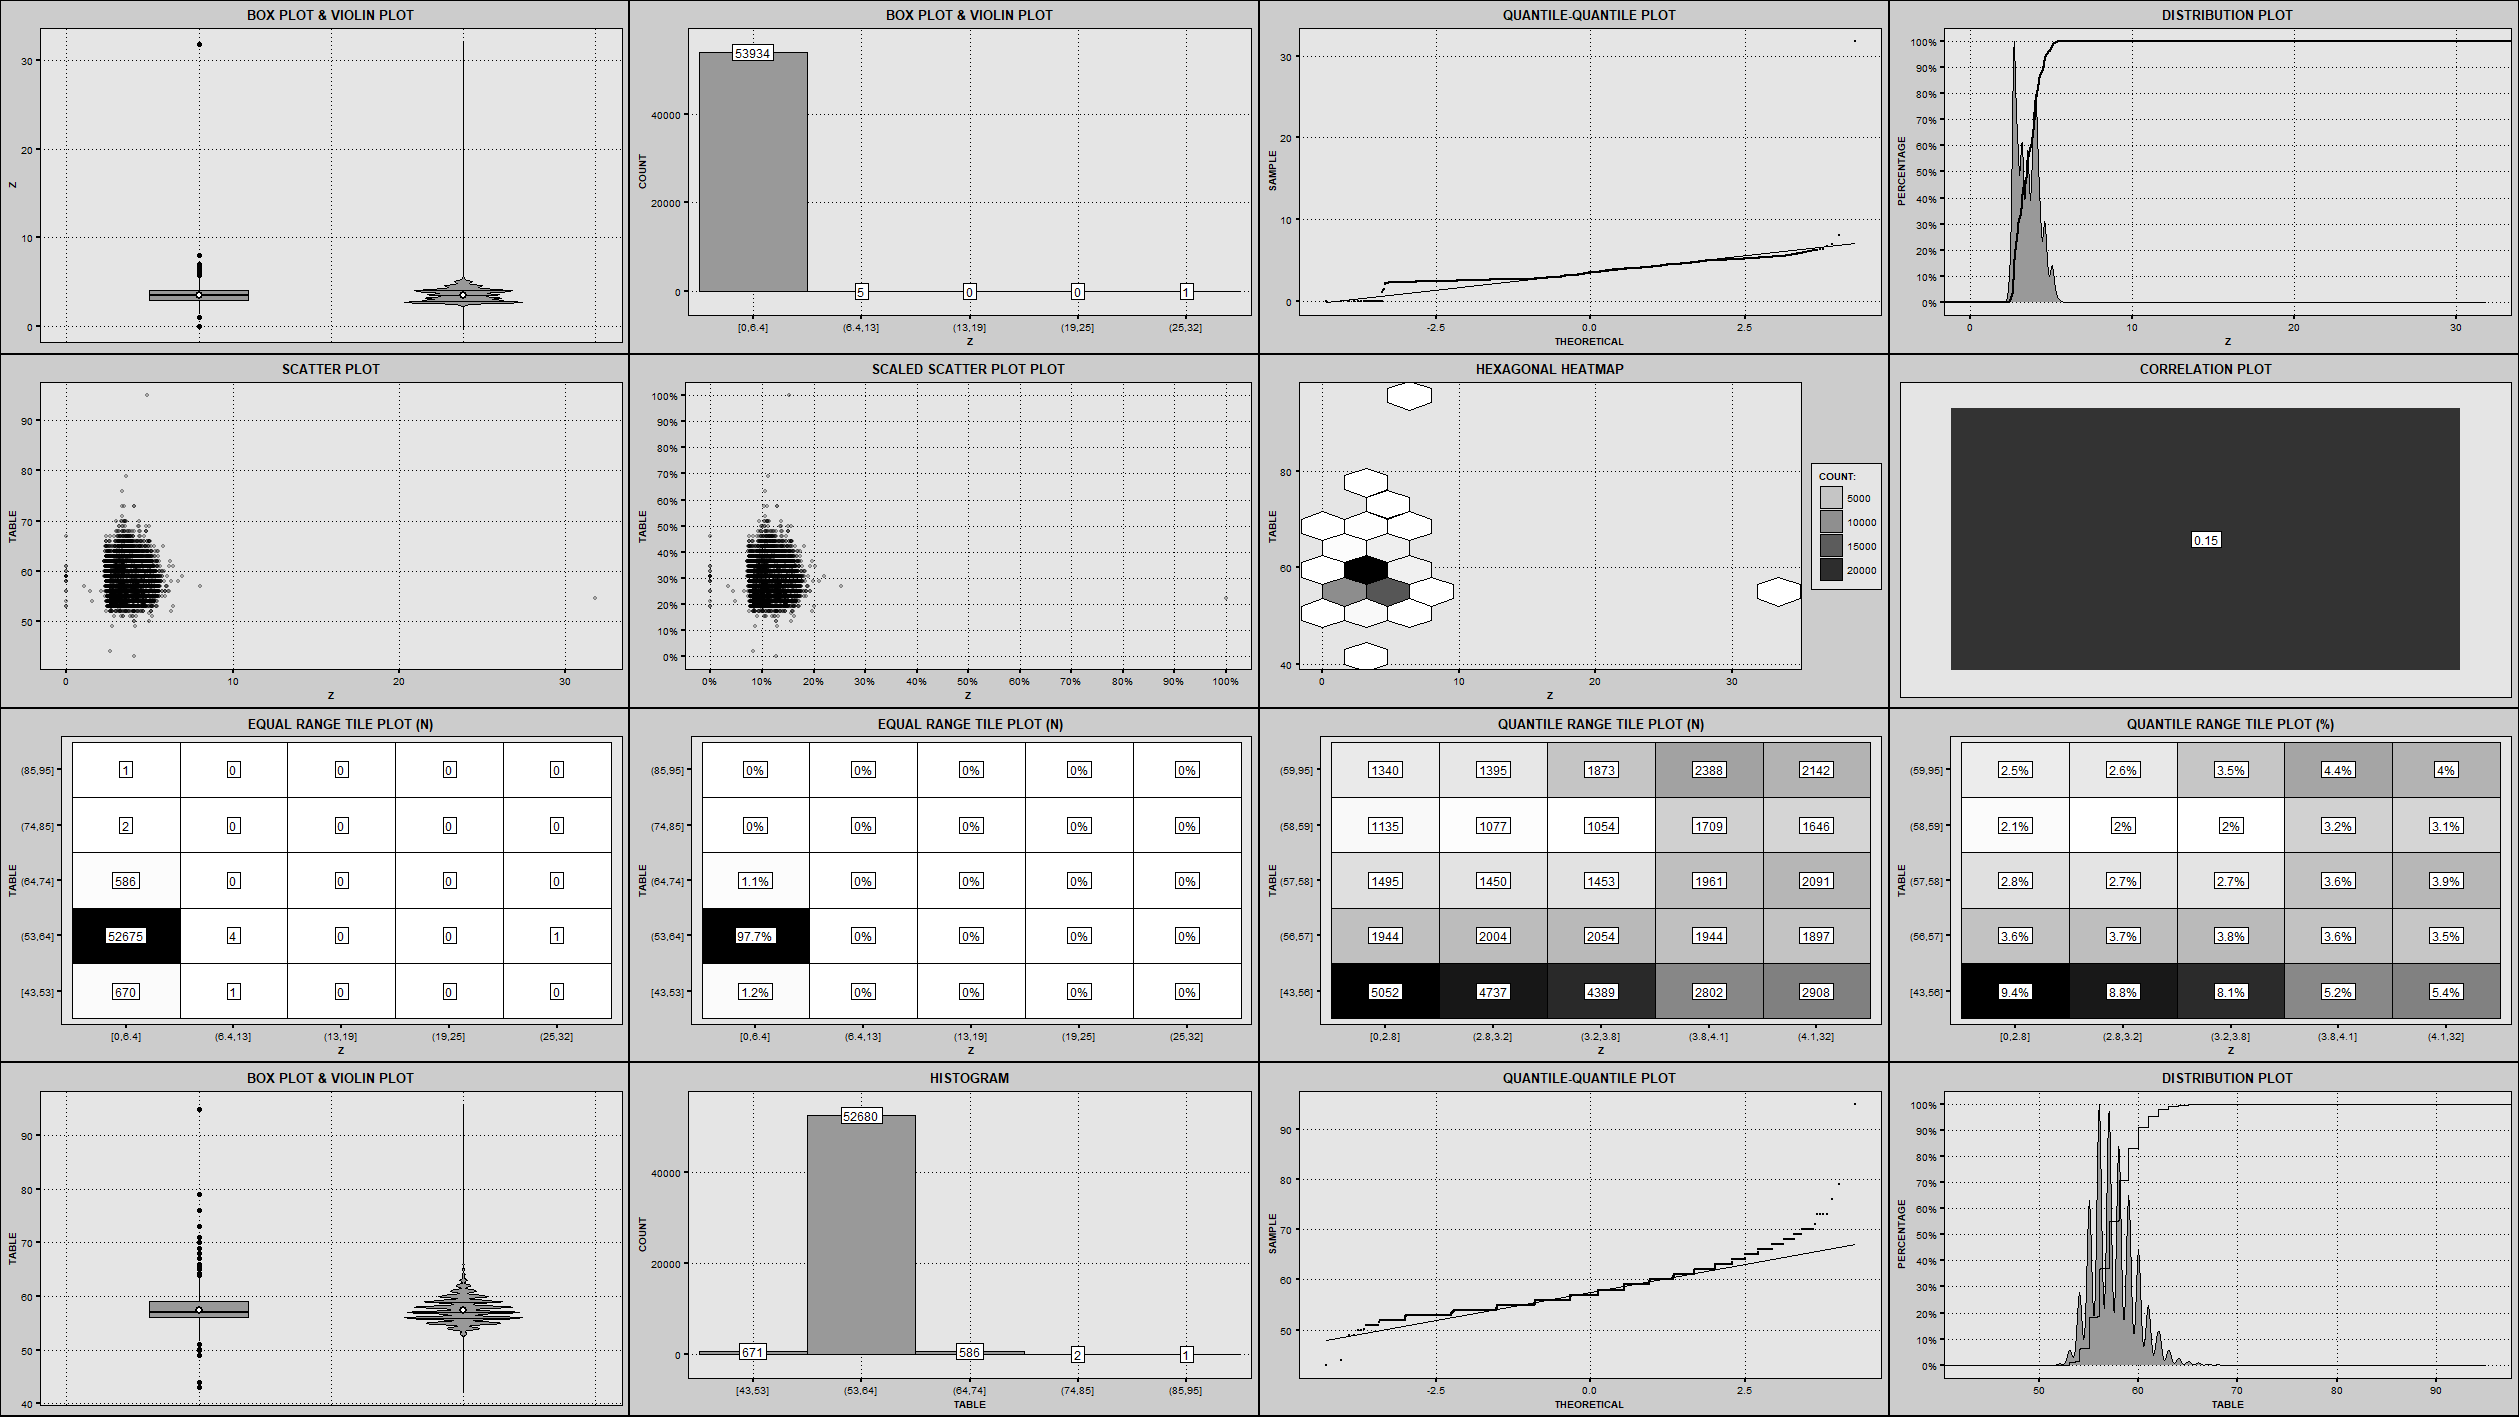 BOX PLOT & VIOLIN PLOT
Z
30
20
10
0
BOX PLOT & VIOLIN PLOT
COUNT
40000
20000
0
53934
5
0
0
1
[0,6.4]
(6.4,13]
(13,19]
(19,25]
(25,32]
Z
QUANTILE-QUANTILE PLOT
SAMPLE
30
20
10
0
-2.5
0.0
2.5
THEORETICAL
DISTRIBUTION PLOT
PERCENTAGE
100%
90%
80%
70%
60%
50%
40%
30%
20%
10%
0%
0
10
20
30
Z
SCATTER PLOT
TABLE
90
80
70
60
50
0
10
20
30
Z
SCALED SCATTER PLOT PLOT
TABLE
100%
90%
80%
70%
60%
50%
40%
30%
20%
10%
0%
0%
10%
20%
30%
40%
50%
60%
70%
80%
90%
100%
Z
HEXAGONAL HEATMAP
TABLE
80
60
40
0
10
20
30
Z
COUNT:
5000
10000
15000
20000
CORRELATION PLOT
0.15
EQUAL RANGE TILE PLOT (N)
TABLE
(85,95] 1 0 0 0 0
(74,85] 2 0 0 0 0
(64,74] 586 0 0 0 0
(53,64] 52675 4 0 0 1
[43,53] 670 1 0 0 0
[0,6.4] (6.4,13] (13,19] (19,25] (25,32]
Z
EQUAL RANGE TILE PLOT (N)
TABLE
(85,95] 0% 0% 0% 0% 0%
(74,85] 0% 0% 0% 0% 0%
(64,74] 1.1% 0% 0% 0% 0%
(53,64] 97.7% 0% 0% 0% 0%
[43,53] 1.2% 0% 0% 0% 0%
[0,6.4] (6.4,13] (13,19] (19,25] (25,32]
Z
QUANTILE RANGE TILE PLOT (N)
TABLE
(59,95] 1340 1395 1873 2388 2142
(58,59] 1135 1077 1054 1709 1646
(57,58] 1495 1450 1453 1961 2091
(56,57] 1944 2004 2054 1944 1897
[43,56] 5052 4737 4389 2802 2908
[0,2.8] (2.8,3.2] (3.2,3.8] (3.8,4.1] (4.1,32]
Z
QUANTILE RANGE TILE PLOT (%)
TABLE
(59,95] 2.5% 2.6% 3.5% 4.4% 4%
(58,59] 2.1% 2% 2% 3.2% 3.1%
(57,58] 2.8% 2.7% 2.7% 3.6% 3.9%
(56,57] 3.6% 3.7% 3.8% 3.6% 3.5%
[43,56] 9.4% 8.8% 8.1% 5.2% 5.4%
[0,2.8] (2.8,3.2] (3.2,3.8] (3.8,4.1] (4.1,32]
Z
BOX PLOT & VIOLIN PLOT
TABLE
90
80
70
60
50
40
HISTOGRAM
COUNT
40000
20000
0
671
52680
586
2
1
[43,53]
(53,64]
(64,74]
(74,85]
(85,95]
TABLE
QUANTILE-QUANTILE PLOT
SAMPLE
90
80
70
60
50
-2.5
0.0
2.5
THEORETICAL
DISTRIBUTION PLOT
PERCENTAGE
100%
90%
80%
70%
60%
50%
40%
30%
20%
10%
0%
50
60
70
80
90
TABLE